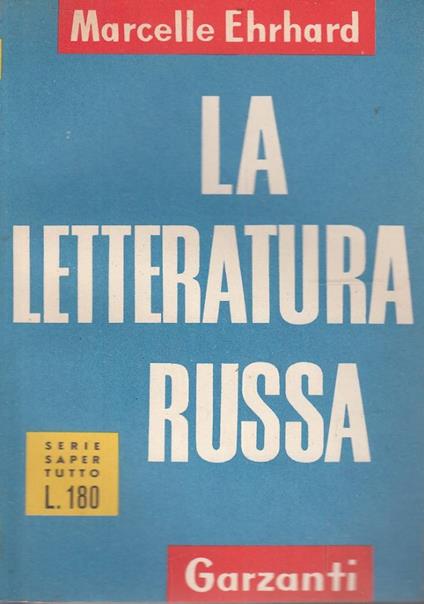 Marcelle Ehrhard
LA
LETTERATURA
RUSSA
SERIE
SAPER
TUTTO
L. 180
Garzanti